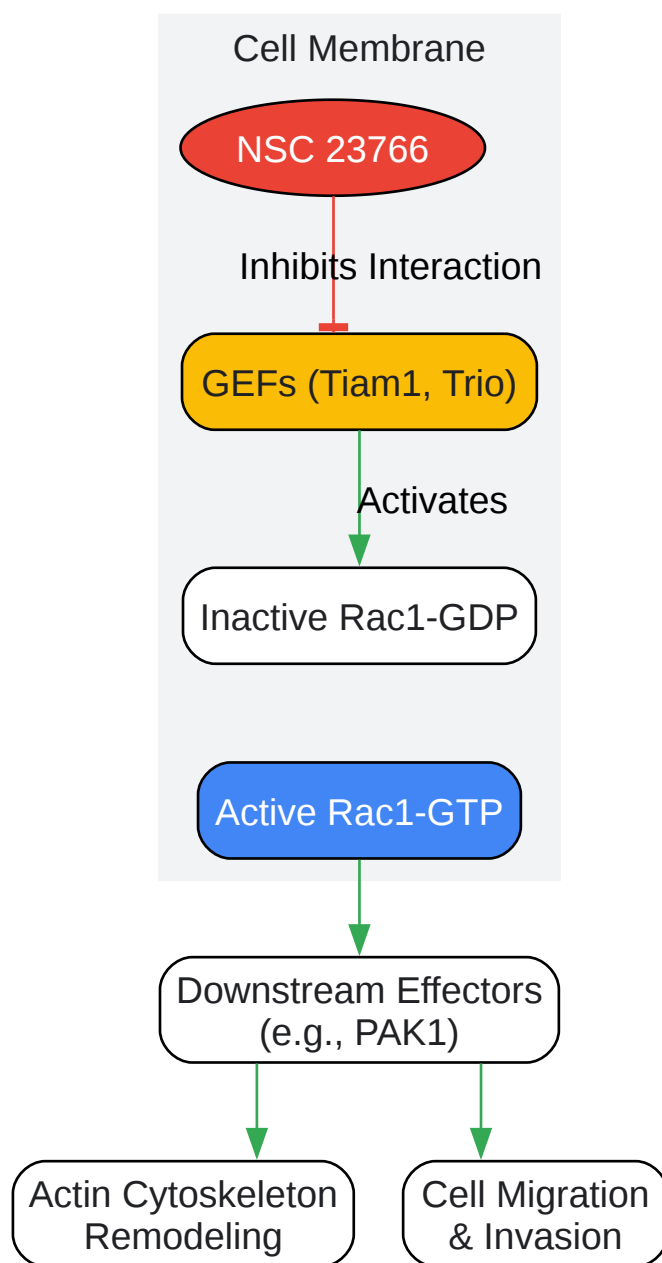 Cell Membrane
NSC 23766
Inhibits Interaction
GEFs (Tiam1, Trio)
Activates
Inactive Rac1-GDP
Active Rac1-GTP
Downstream Effectors
(e.g., PAK1)
Actin Cytoskeleton
Remodeling
Cell Migration
& Invasion